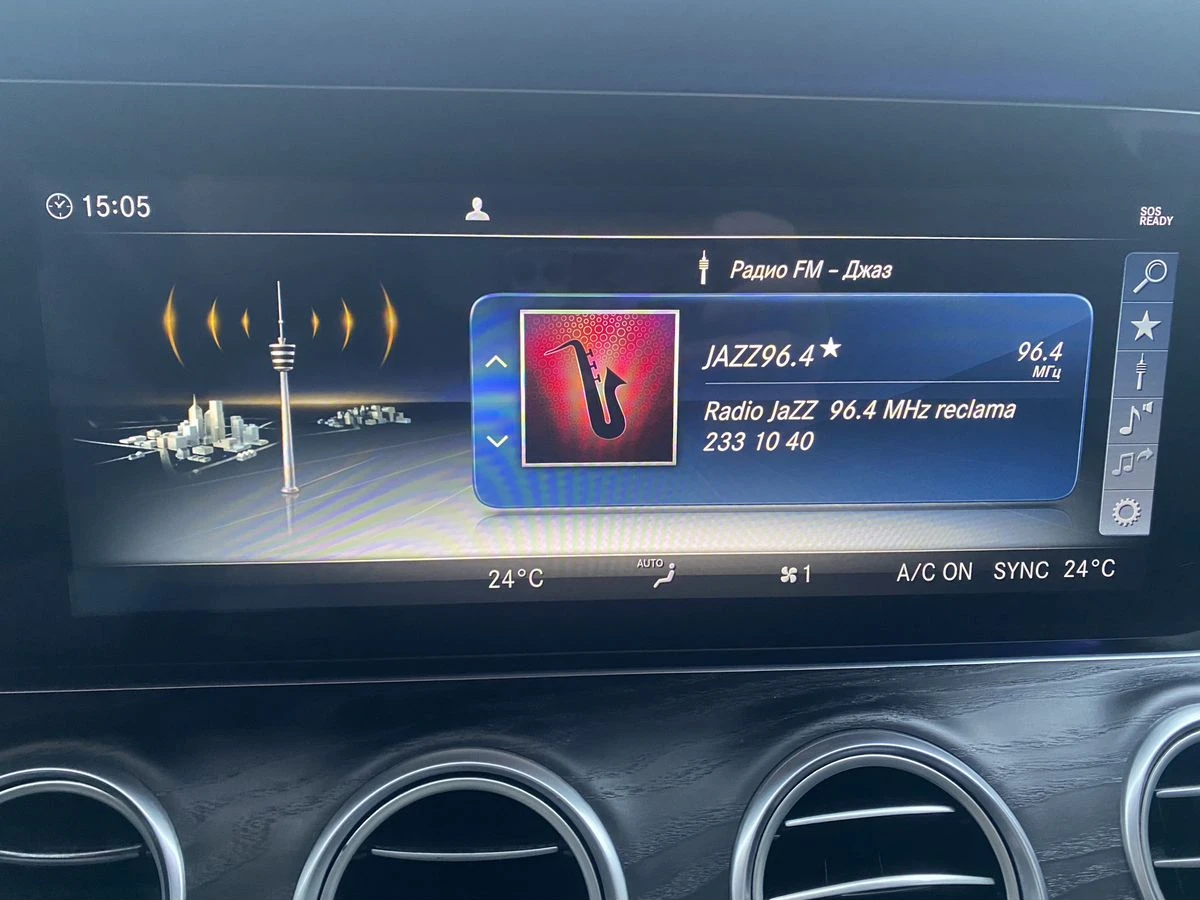 15:05
SOS
READY
Радио FM – Джаз
JAZZ96.4★
96.4
МГц
Radio JaZZ 96.4 MHz reclama
233 10 40
24°C
AUTO
1
A/C ON
SYNC
24°C